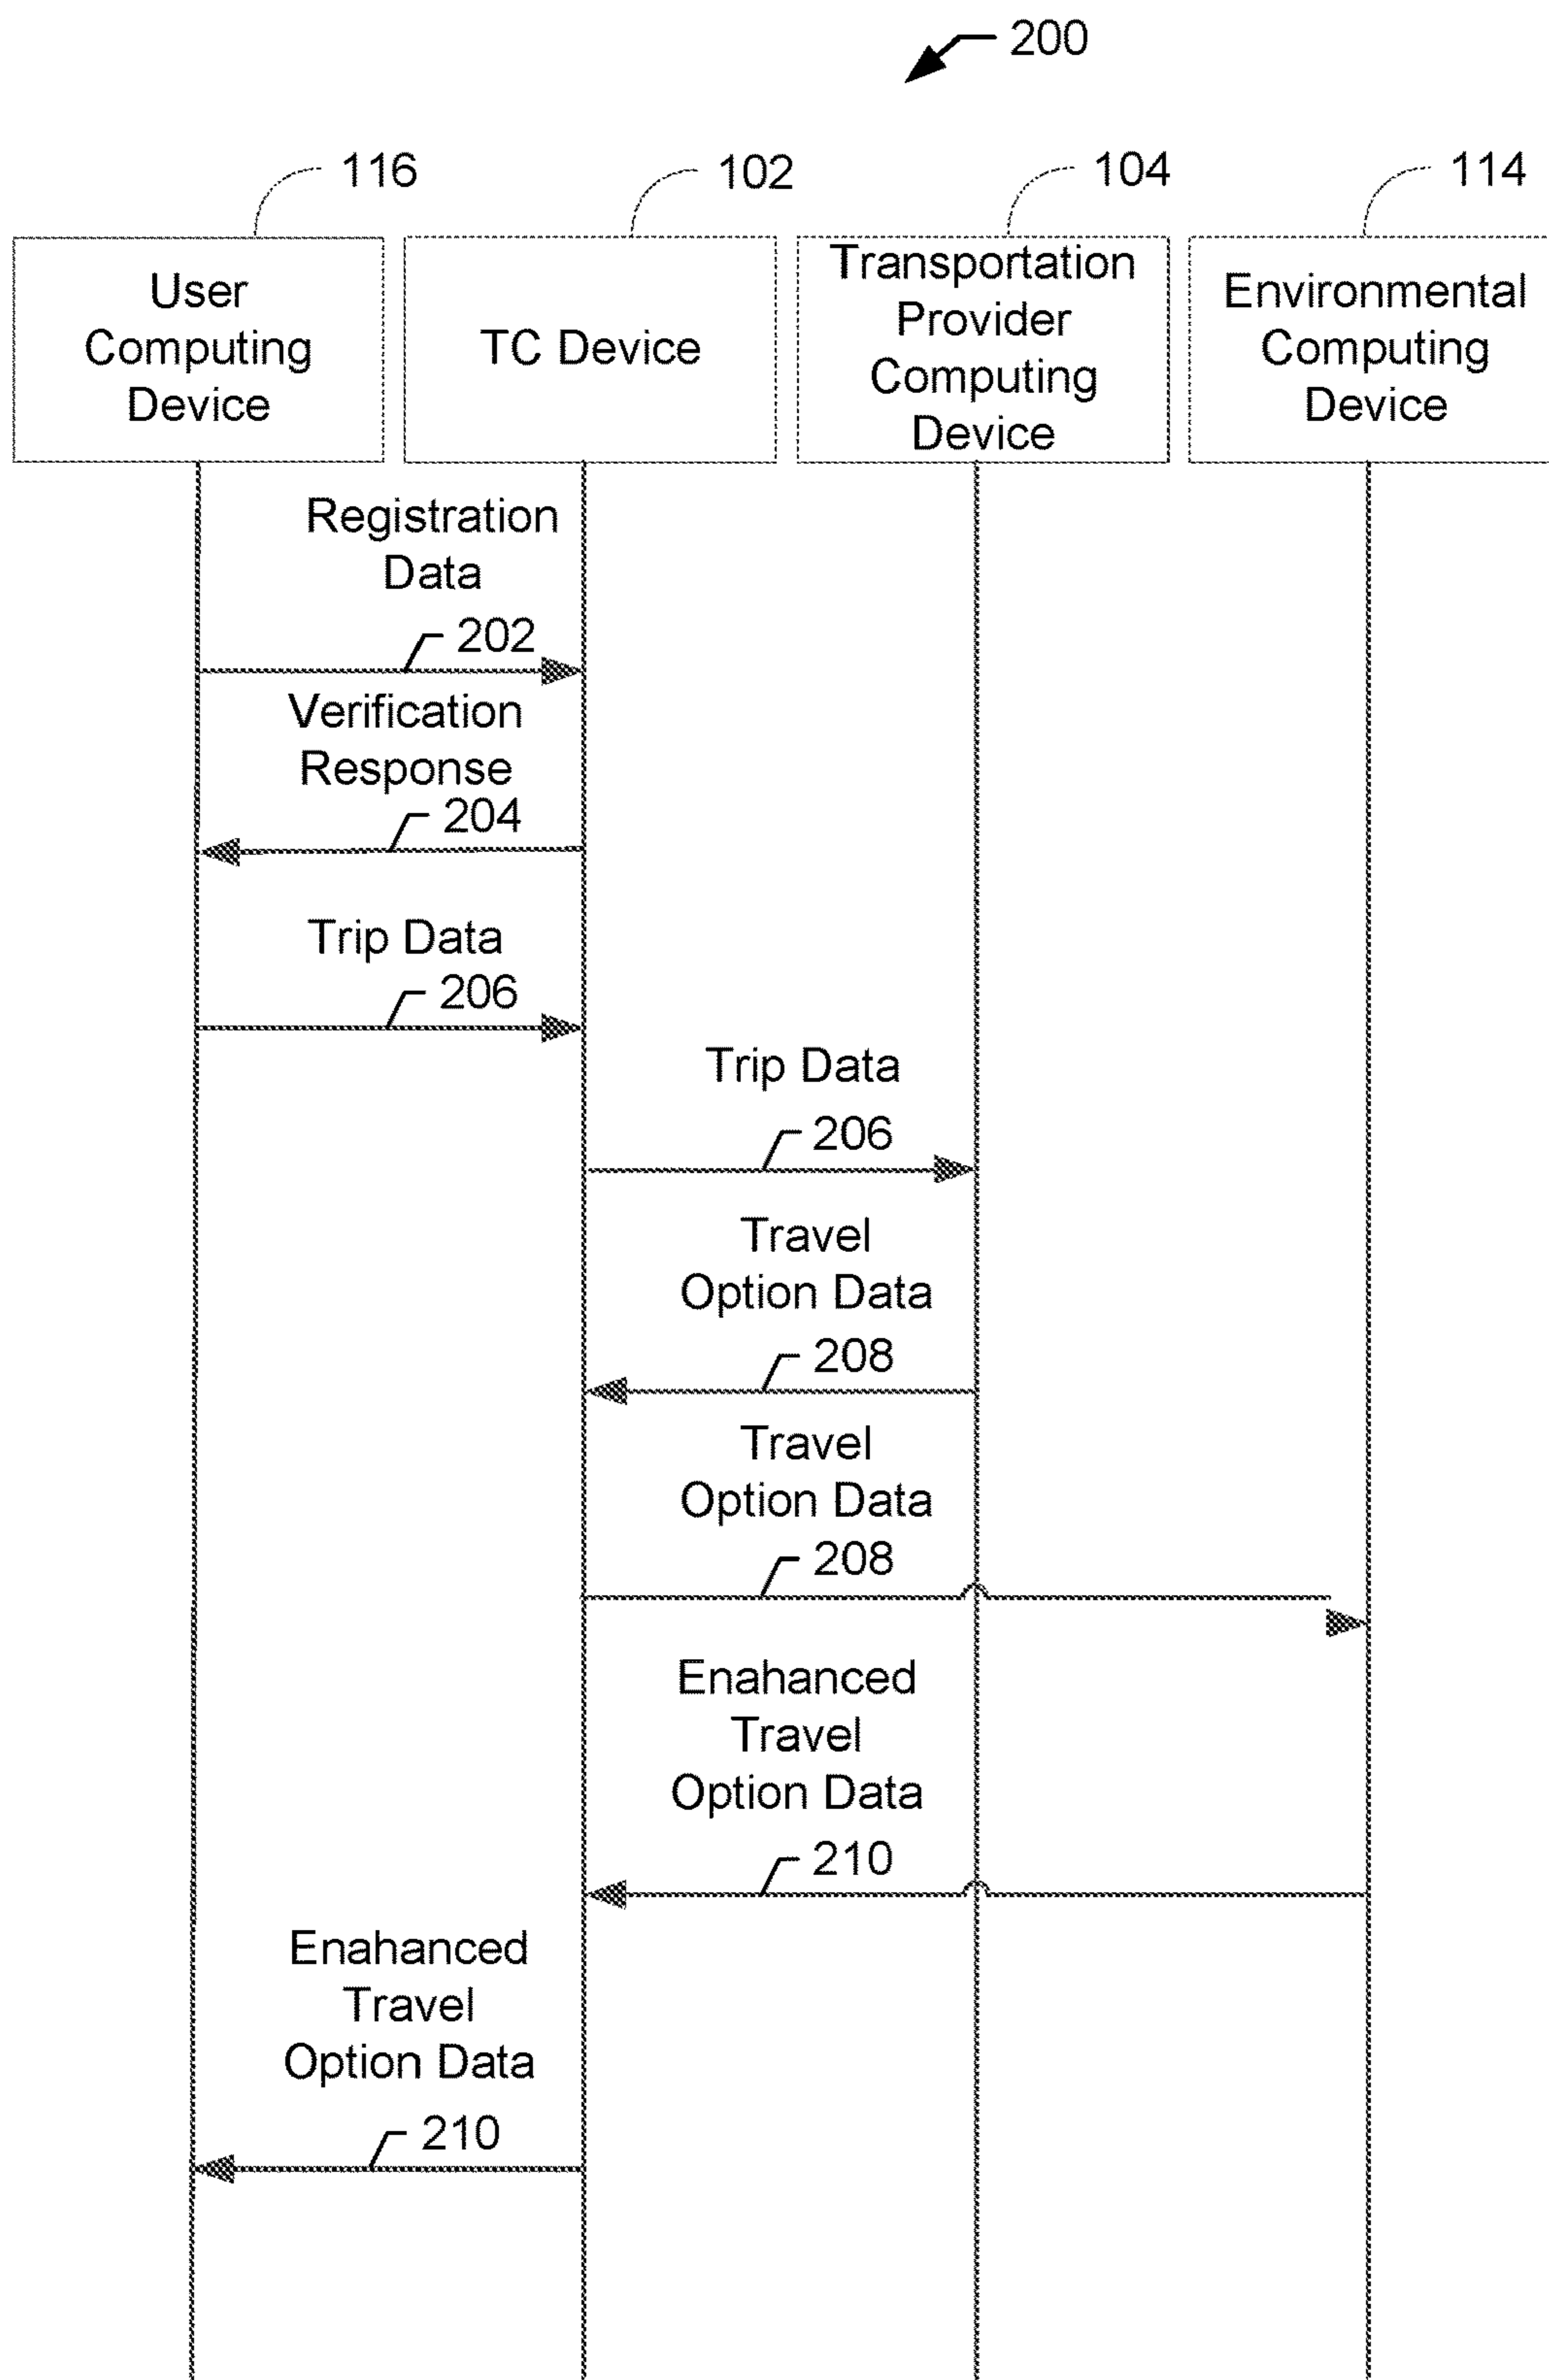 200
116
102
104
114
User
Computing
Device
TC Device
Transportation
Provider
Computing
Device
Environmental
Computing
Device
Registration
Data
202
Verification
Response
204
Trip Data
206
Trip Data
206
Travel
Option Data
208
Travel
Option Data
208
Enahanced
Travel
Option Data
210
Enahanced
Travel
Option Data
210